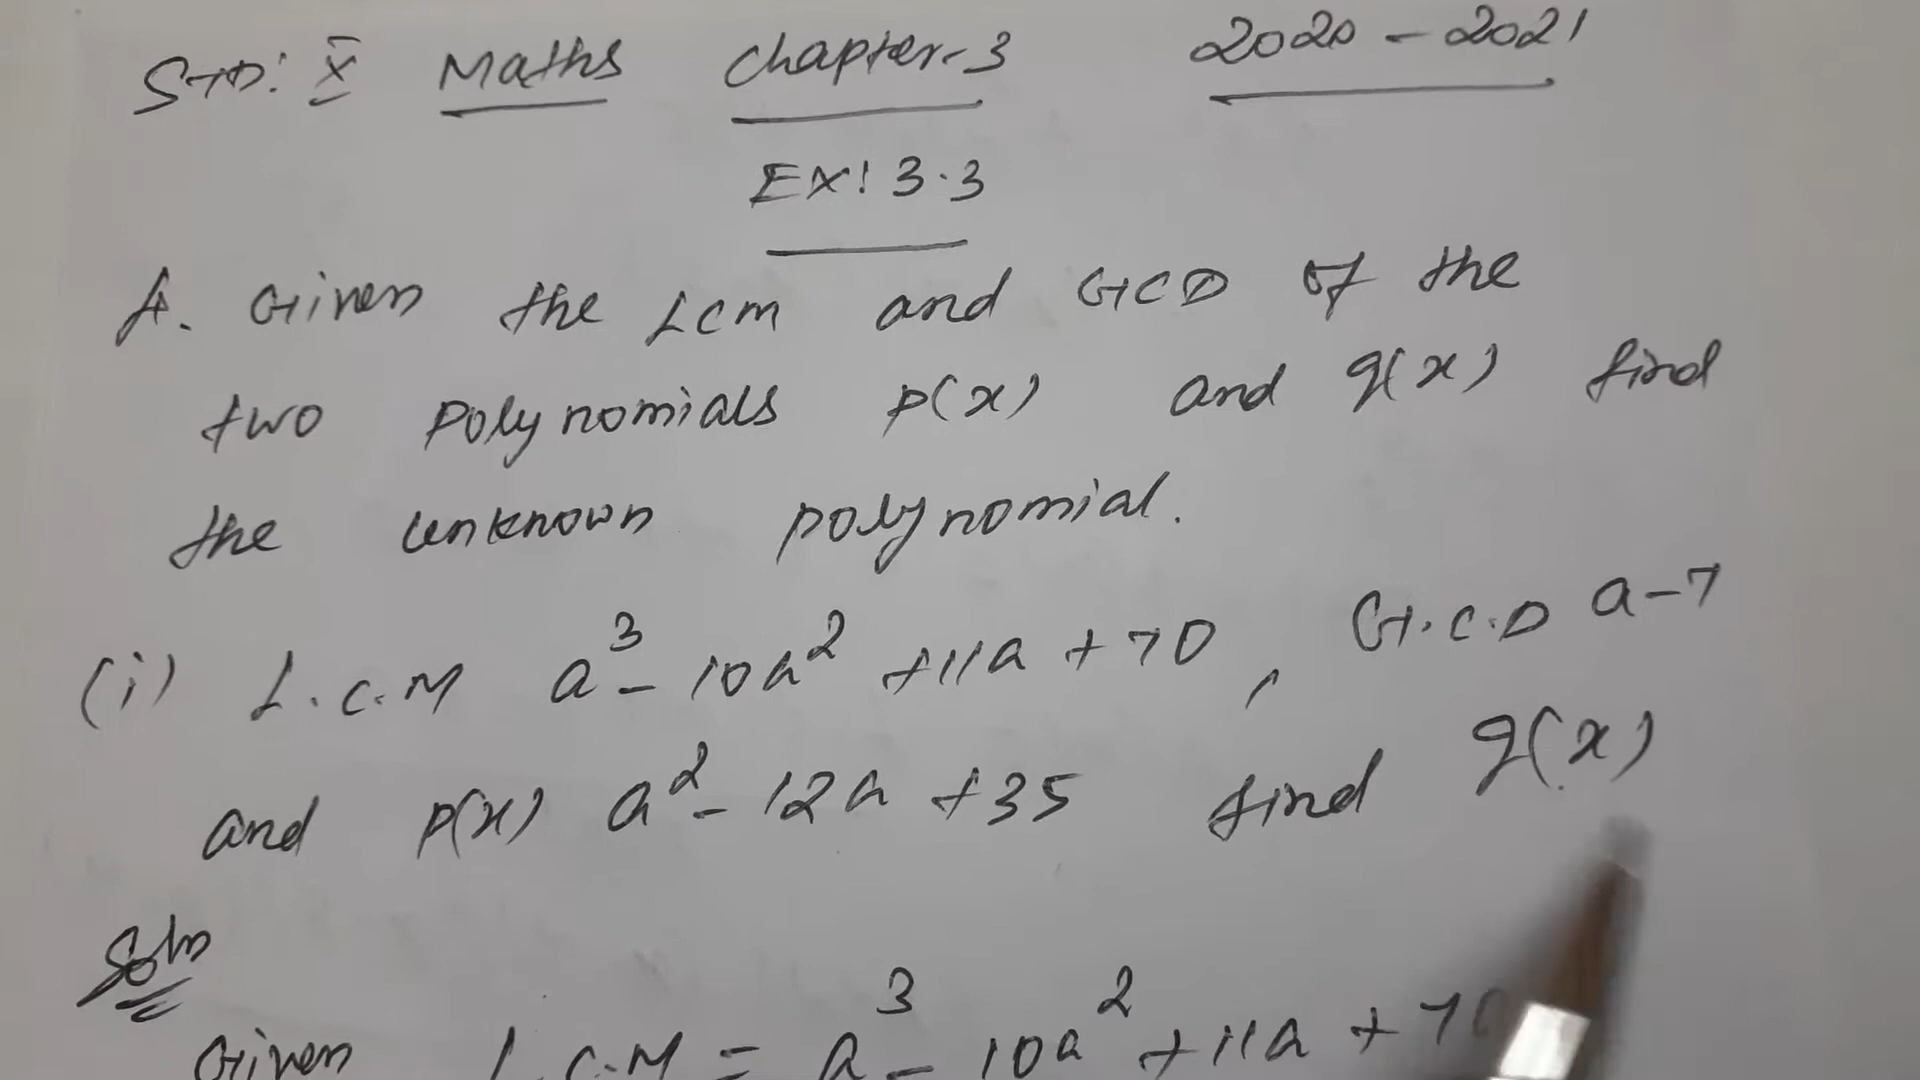 STD: X Maths Chapter-3 2020-2021
EX: 3.3
A. Given the LCM and GCD of the
two polynomials p(x) and q(x) find
the unknown polynomial.
(i) L.C.M a³-10a²+11a+70, G.C.D a-7
and p(x) a²-12a+35 find q(x)
Soln
Given L.C.M = a³-10a²+11a+70